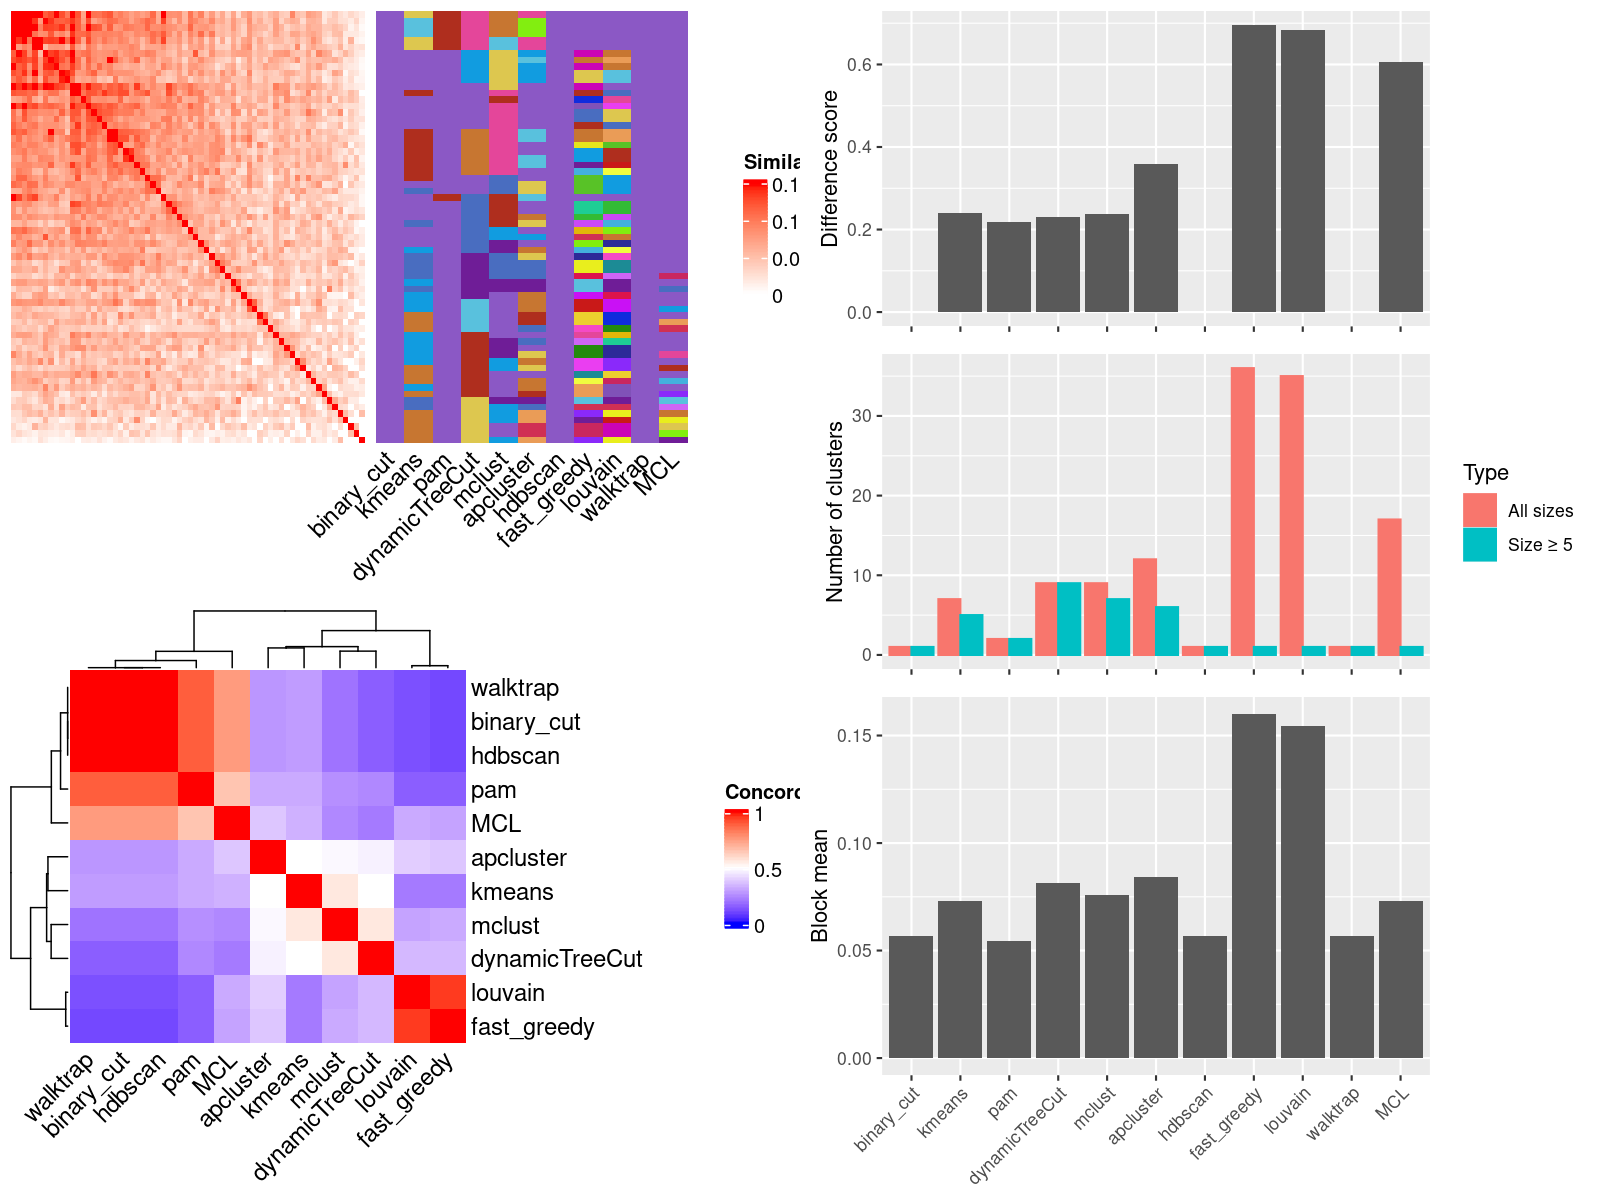 Simila
0.1
0.1
0.0
0
binary_cut
kmeans
pam
dynamicTreeCut
mclust
apcluster
hdbscan
fast_greedy
louvain
walktrap
MCL
walktrap
binary_cut
hdbscan
pam
MCL
apcluster
kmeans
mclust
dynamicTreeCut
louvain
fast_greedy
walktrap
binary_cut
hdbscan
pam
MCL
apcluster
kmeans
mclust
dynamicTreeCut
louvain
fast_greedy
Concord
1
0.5
0
Difference score
0.6
0.4
0.2
0.0
Number of clusters
30
20
10
0
Type
All sizes
Size ≥ 5
Block mean
0.15
0.10
0.05
0.00
binary_cut
kmeans
pam
dynamicTreeCut
mclust
apcluster
hdbscan
fast_greedy
louvain
walktrap
MCL